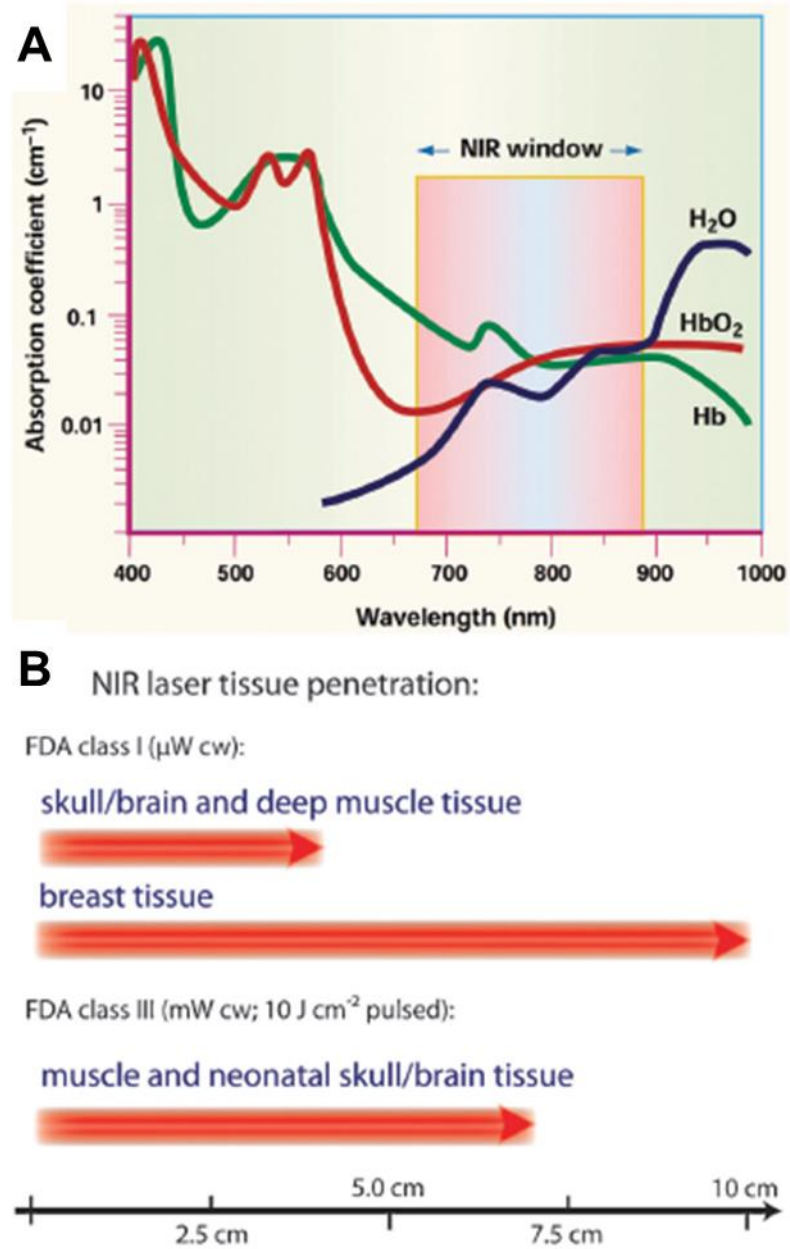 A
NIR window
H₂O
HbO₂
Hb
Absorption coefficient (cm⁻¹)
10
1
0.1
0.01
400 500 600 700 800 900 1000
Wavelength (nm)
B
NIR laser tissue penetration:
FDA class I (µW cw):
skull/brain and deep muscle tissue
breast tissue
FDA class III (mW cw; 10 J cm⁻² pulsed):
muscle and neonatal skull/brain tissue
5.0 cm 10 cm
2.5 cm 7.5 cm